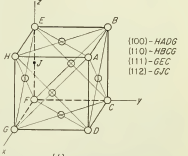 z
E
B
H
A
(100)-HADG
(110)-HBCG
J
(111)-GEC
(112)-GJC
F
y
C
G
D
x